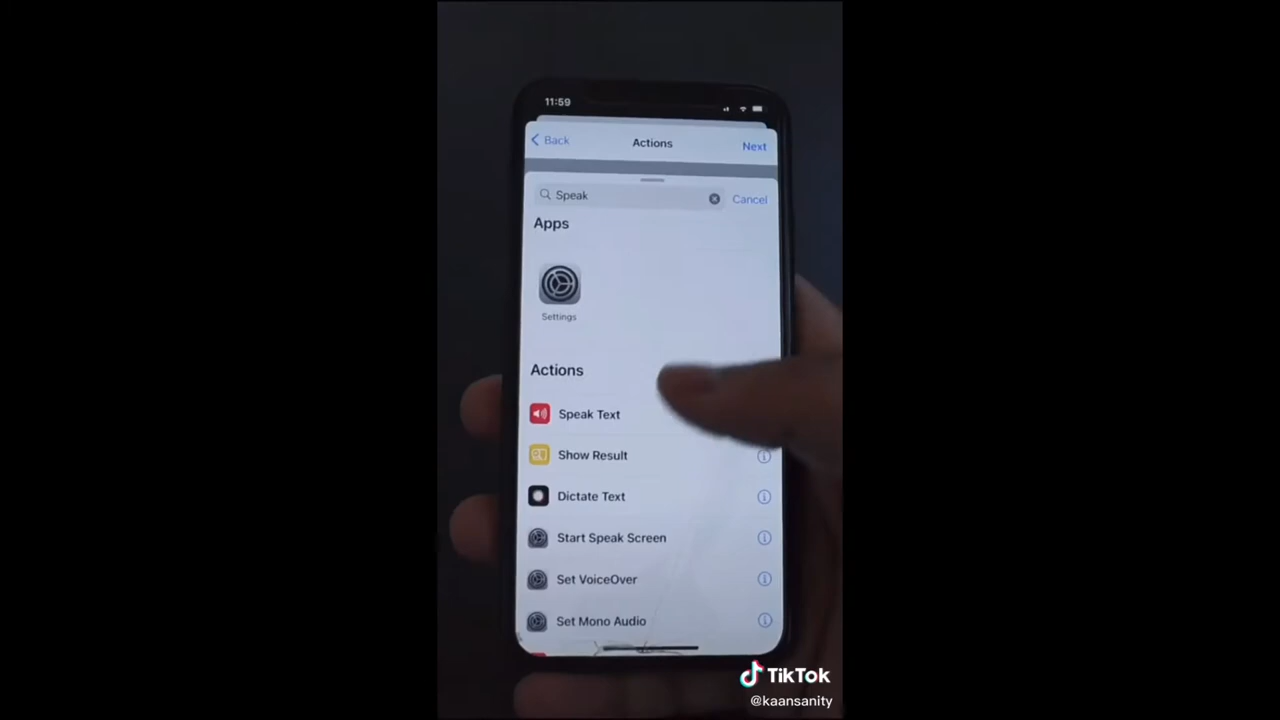 11:59
Back
Actions
Next
Speak
Cancel
Apps
Settings
Actions
Speak Text
Show Result
Dictate Text
Start Speak Screen
Set VoiceOver
Set Mono Audio
TikTok
@kaansanity